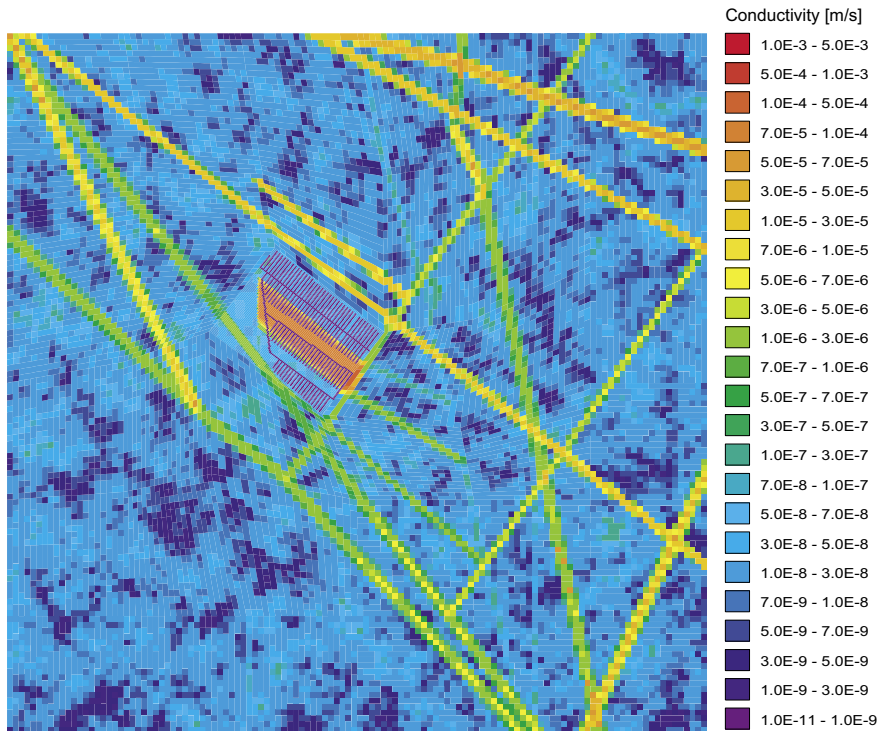 Conductivity [m/s]
1.0E-3 - 5.0E-3
5.0E-4 - 1.0E-3
1.0E-4 - 5.0E-4
7.0E-5 - 1.0E-4
5.0E-5 - 7.0E-5
3.0E-5 - 5.0E-5
1.0E-5 - 3.0E-5
7.0E-6 - 1.0E-5
5.0E-6 - 7.0E-6
3.0E-6 - 5.0E-6
1.0E-6 - 3.0E-6
7.0E-7 - 1.0E-6
5.0E-7 - 7.0E-7
3.0E-7 - 5.0E-7
1.0E-7 - 3.0E-7
7.0E-8 - 1.0E-7
5.0E-8 - 7.0E-8
3.0E-8 - 5.0E-8
1.0E-8 - 3.0E-8
7.0E-9 - 1.0E-8
5.0E-9 - 7.0E-9
3.0E-9 - 5.0E-9
1.0E-9 - 3.0E-9
1.0E-11 - 1.0E-9